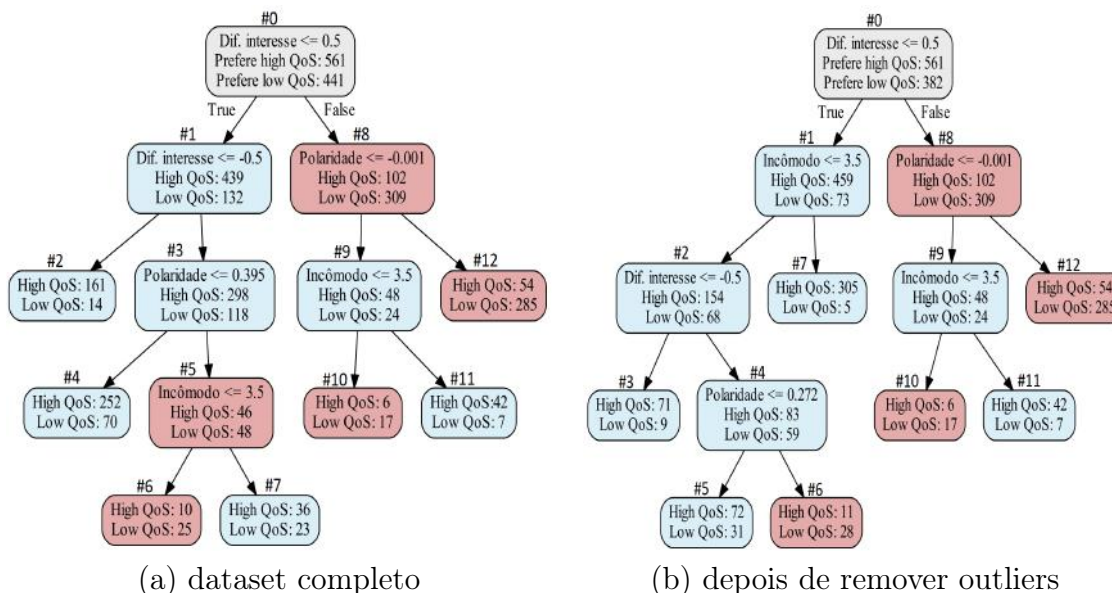 #0
Dif. interesse <= 0.5
Prefere high QoS: 561
Prefere low QoS: 441
True
False
#1
Dif. interesse <= -0.5
High QoS: 439
Low QoS: 132
#8
Polaridade <= -0.001
High QoS: 102
Low QoS: 309
#2
High QoS: 161
Low QoS: 14
#3
Polaridade <= 0.395
High QoS: 298
Low QoS: 118
#9
Incômodo <= 3.5
High QoS: 48
Low QoS: 24
#12
High QoS: 54
Low QoS: 285
#4
High QoS: 252
Low QoS: 70
#5
Incômodo <= 3.5
High QoS: 46
Low QoS: 48
#10
High QoS: 6
Low QoS: 17
#11
High QoS:42
Low QoS: 7
#6
High QoS: 10
Low QoS: 25
#7
High QoS: 36
Low QoS: 23
(a) dataset completo
#0
Dif. interesse <= 0.5
Prefere high QoS: 561
Prefere low QoS: 382
True
False
#1
Incômodo <= 3.5
High QoS: 459
Low QoS: 73
#8
Polaridade <= -0.001
High QoS: 102
Low QoS: 309
#2
Dif. interesse <= -0.5
High QoS: 154
Low QoS: 68
#7
High QoS: 305
Low QoS: 5
#9
Incômodo <= 3.5
High QoS: 48
Low QoS: 24
#12
High QoS: 54
Low QoS: 285
#3
High QoS: 71
Low QoS: 9
#4
Polaridade <= 0.272
High QoS: 83
Low QoS: 59
#10
High QoS: 6
Low QoS: 17
#11
High QoS: 42
Low QoS: 7
#5
High QoS: 72
Low QoS: 31
#6
High QoS: 11
Low QoS: 28
(b) depois de remover outliers